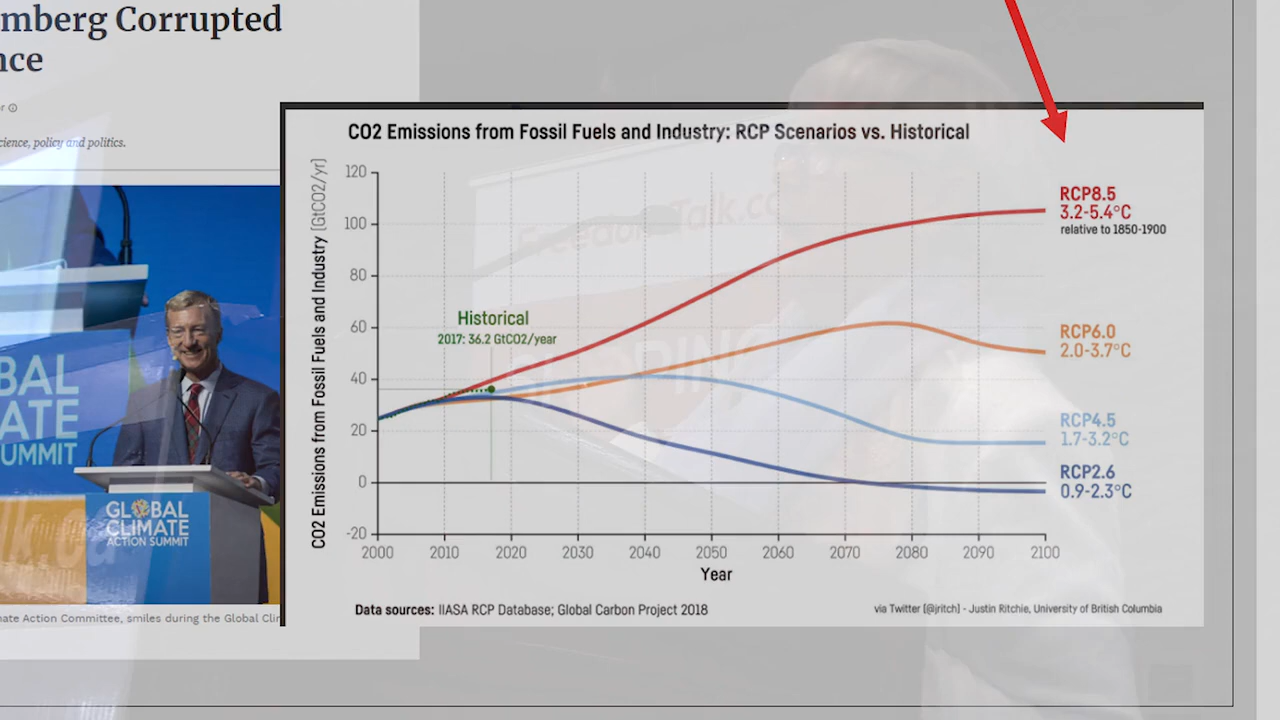 mberg Corrupted
nce
cience, policy and politics.
BAL
ATE
UMMIT
GLOBAL
CLIMATE
ACTION SUMMIT
nate Action Committee, smiles during the Global Clim
CO2 Emissions from Fossil Fuels and Industry: RCP Scenarios vs. Historical
CO2 Emissions from Fossil Fuels and Industry [GtCO2/yr]
120
100
80
60
40
20
0
-20
2000 2010 2020 2030 2040 2050 2060 2070 2080 2090 2100
Year
Historical
2017: 36.2 GtCO2/year
RCP8.5
3.2-5.4°C
relative to 1850-1900
RCP6.0
2.0-3.7°C
RCP4.5
1.7-3.2°C
RCP2.6
0.9-2.3°C
Data sources: IIASA RCP Database; Global Carbon Project 2018
via Twitter [@jritch] - Justin Ritchie, University of British Columbia